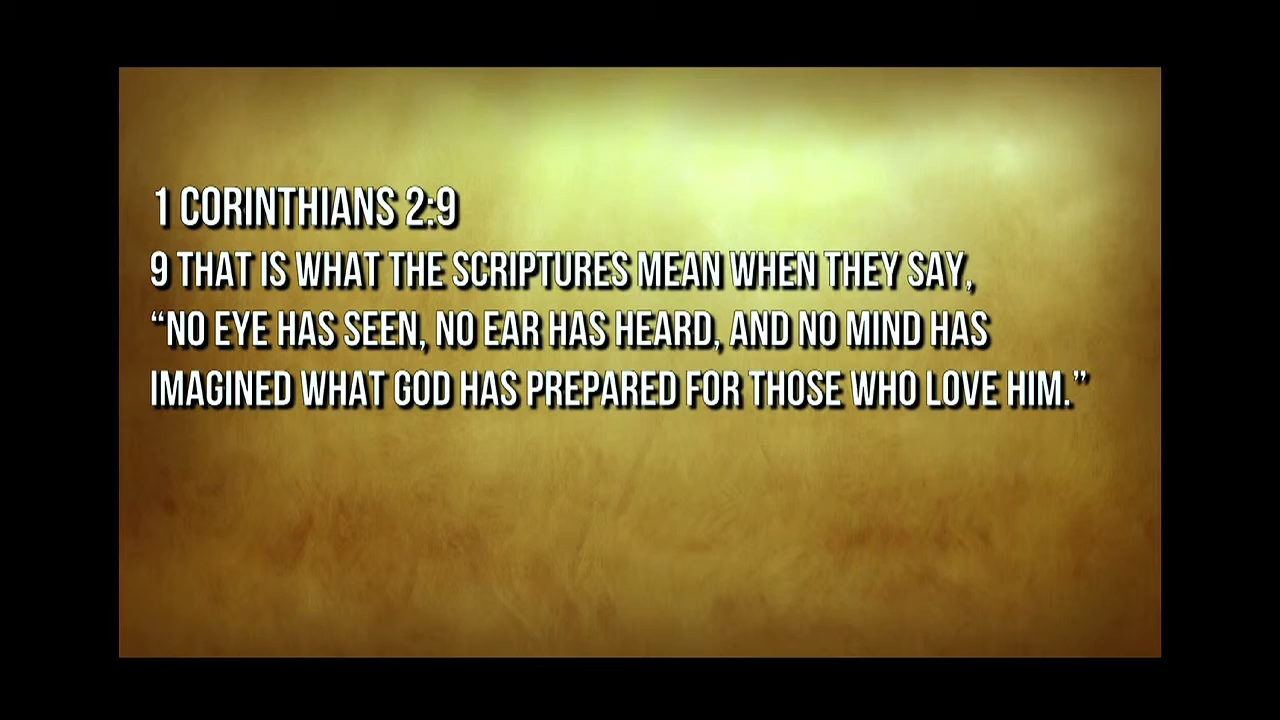 1 CORINTHIANS 2:9
9 THAT IS WHAT THE SCRIPTURES MEAN WHEN THEY SAY,
“NO EYE HAS SEEN, NO EAR HAS HEARD, AND NO MIND HAS
IMAGINED WHAT GOD HAS PREPARED FOR THOSE WHO LOVE HIM.”